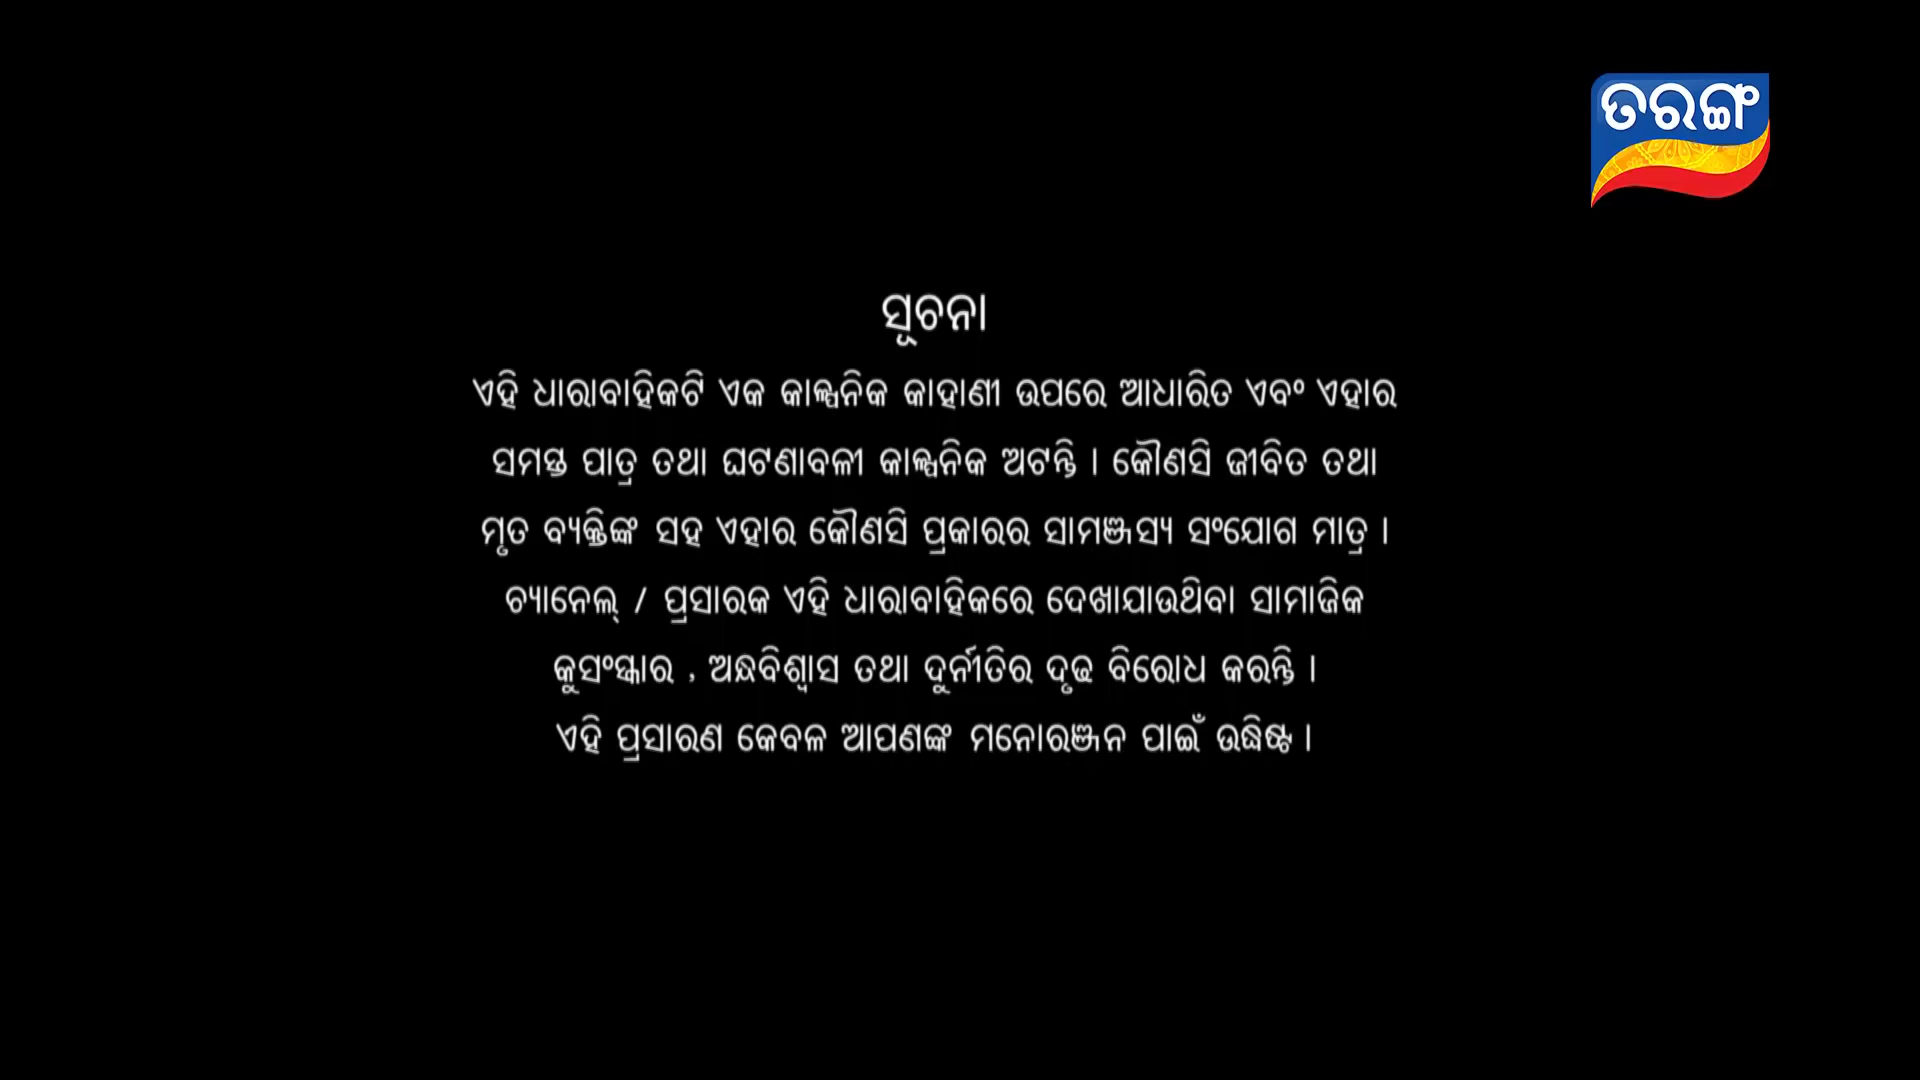 ତରଙ୍ଗ
ସୂଚନା
ଏହି ଧାରାବାହିକଟି ଏକ କାଳ୍ପନିକ କାହାଣୀ ଉପରେ ଆଧାରିତ ଏବଂ ଏହାର
ସମସ୍ତ ପାତ୍ର ତଥା ଘଟଣାବଳୀ କାଳ୍ପନିକ ଅଟନ୍ତି । କୌଣସି ଜୀବିତ ତଥା
ମୃତ ବ୍ୟକ୍ତିଙ୍କ ସହ ଏହାର କୌଣସି ପ୍ରକାରର ସାମଞ୍ଜସ୍ୟ ସଂଯୋଗ ମାତ୍ର ।
ଚ୍ୟାନେଲ୍ / ପ୍ରସାରକ ଏହି ଧାରାବାହିକରେ ଦେଖାଯାଉଥିବା ସାମାଜିକ
କୁସଂସ୍କାର , ଅନ୍ଧବିଶ୍ୱାସ ତଥା ଦୁର୍ନୀତିର ଦୃଢ ବିରୋଧ କରନ୍ତି ।
ଏହି ପ୍ରସାରଣ କେବଳ ଆପଣଙ୍କ ମନୋରଞ୍ଜନ ପାଇଁ ଉଦ୍ଧିଷ୍ଟ ।